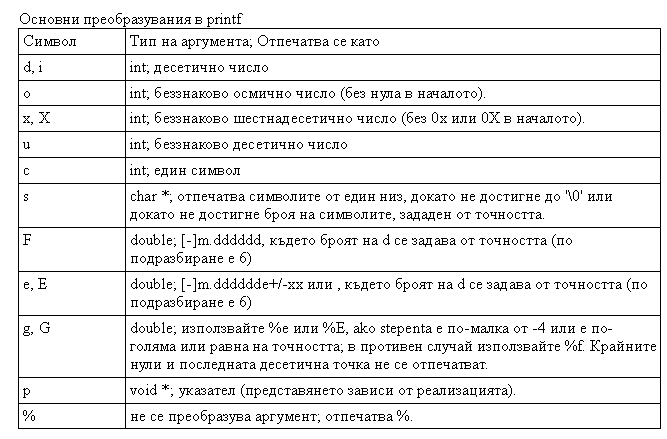 Основни преобразувания в printf
Символ Тип на аргумента; Отпечатва се като
d, i int; десетично число
o int; беззнаково осмично число (без нула в началото).
x, X int; беззнаково шестнадесетично число (без 0x или 0X в началото).
u int; беззнаково десетично число
c int; един символ
s char *; отпечатва символите от един низ, докато не достигне до '\0' или
докато не достигне броя на символите, зададен от точността.
F double; [-]m.dddddd, където броят на d се задава от точността (по
подразбиране е 6)
e, E double; [-]m.dddddde+/-xx или , където броят на d се задава от точността (по
подразбиране е 6)
g, G double; използвайте %e или %E, ako stepenta е по-малка от -4 или е по-
голяма или равна на точността; в противен случай използвайте %f. Крайните
нули и последната десетична точка не се отпечатват.
p void *; указател (представянето зависи от реализацията).
% не се преобразува аргумент; отпечатва %.